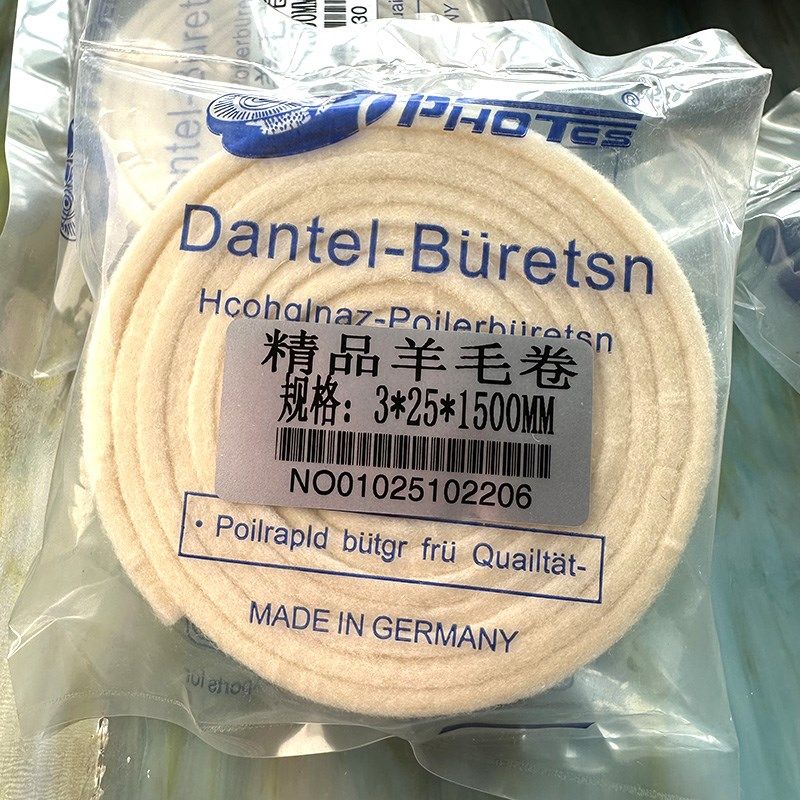 PHOTES®
Dantel-Büretsn
Hcohglnaz-Poilerbüretsn
精品羊毛卷
规格: 3*25*1500MM
NO01025102206
• Poilrapld bütgr frü Quailtät-
MADE IN GERMANY